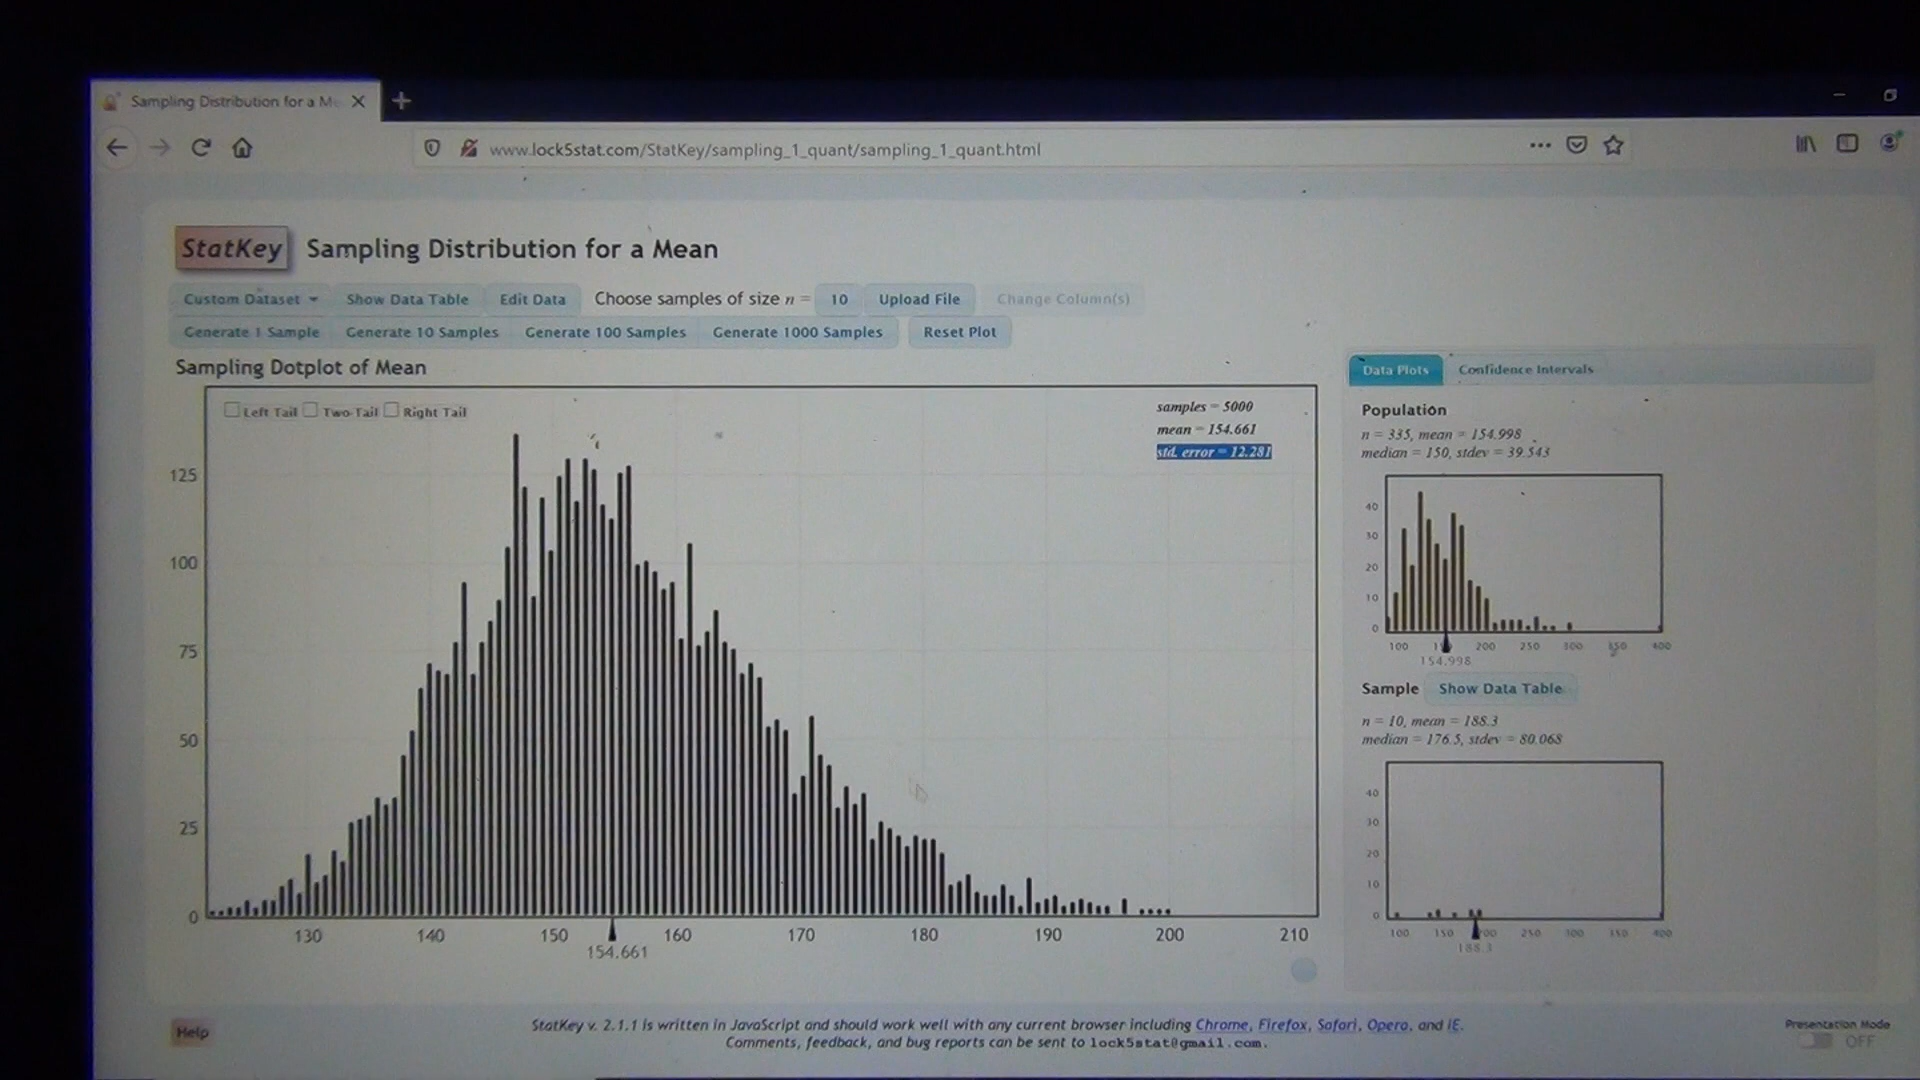 Sampling Distribution for a Me
www.lock5stat.com/StatKey/sampling_1_quant/sampling_1_quant.html
StatKey Sampling Distribution for a Mean
Custom Dataset Show Data Table Edit Data Choose samples of size n = 10 Upload File Change Column(s)
Generate 1 Sample Generate 10 Samples Generate 100 Samples Generate 1000 Samples Reset Plot
Sampling Dotplot of Mean
Left Tail Two-Tail Right Tail
samples = 5000
mean = 154.661
std. error = 12.281
125
100
75
50
25
0
130 140 150 160 170 180 190 200 210
154.661
Data Plots Confidence Intervals
Population
n = 335, mean = 154.998
median = 150, stdev = 39.543
40
30
20
10
0
100 200 250 300 350 400
154.998
Sample Show Data Table
n = 10, mean = 188.3
median = 176.5, stdev = 80.068
40
30
20
10
0
100 150 200 250 300 350 400
188.3
Help
StatKey v. 2.1.1 is written in JavaScript and should work well with any current browser including Chrome, Firefox, Safari, Opera, and IE.
Comments, feedback, and bug reports can be sent to lock5stat@gmail.com.
Presentation Mode
OFF